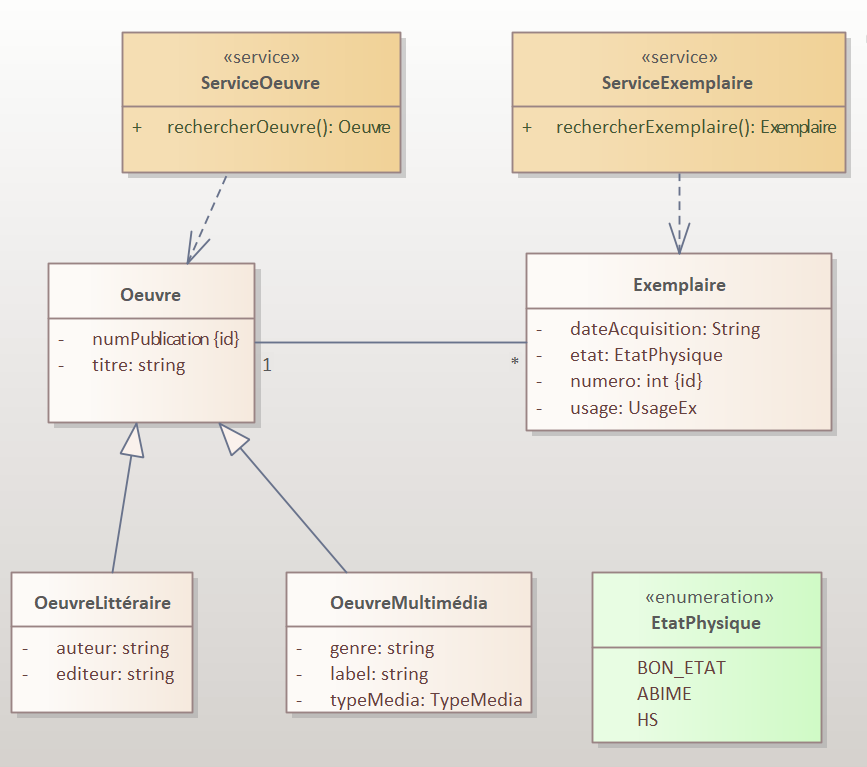 «service»
ServiceOeuvre
+ rechercherOeuvre(): Oeuvre
«service»
ServiceExemplaire
+ rechercherExemplaire(): Exemplaire
Oeuvre
- numPublication {id}
- titre: string
1
*
Exemplaire
- dateAcquisition: String
- etat: EtatPhysique
- numero: int {id}
- usage: UsageEx
OeuvreLittéraire
- auteur: string
- editeur: string
OeuvreMultimédia
- genre: string
- label: string
- typeMedia: TypeMedia
«enumeration»
EtatPhysique
BON_ETAT
ABIME
HS